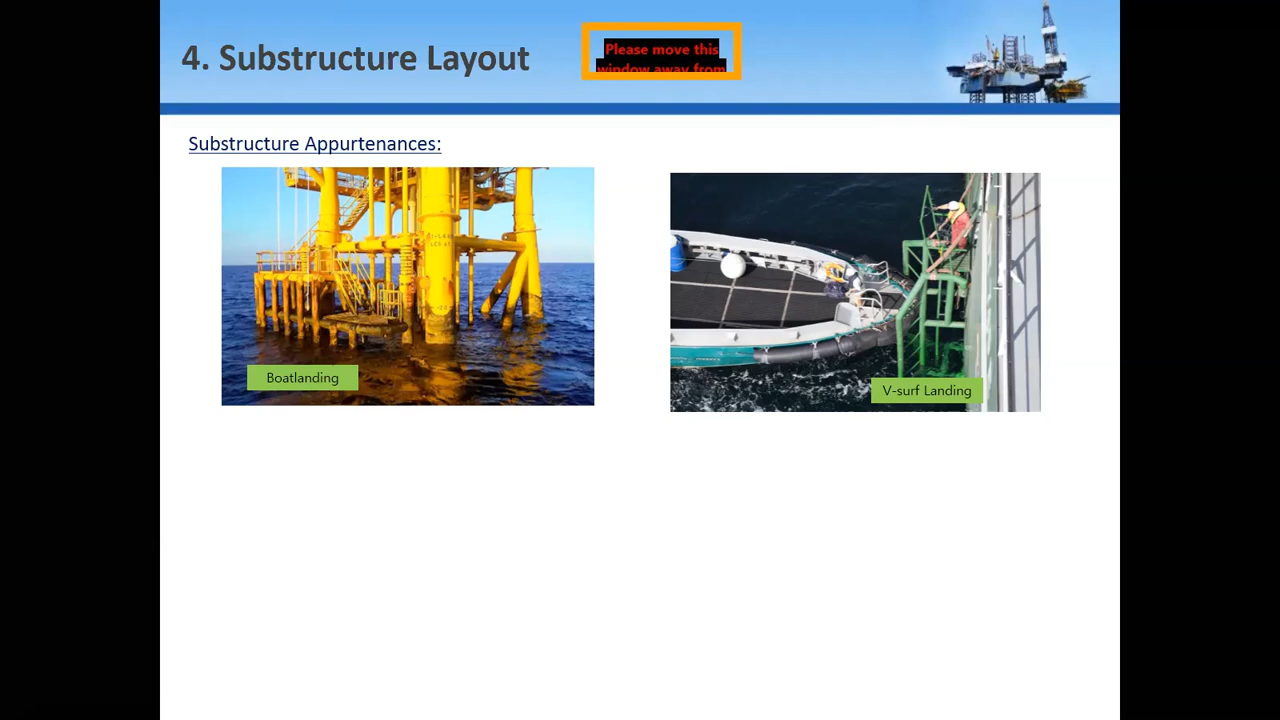 4. Substructure Layout
Please move this
window away from
Substructure Appurtenances:
Boatlanding
V-surf Landing